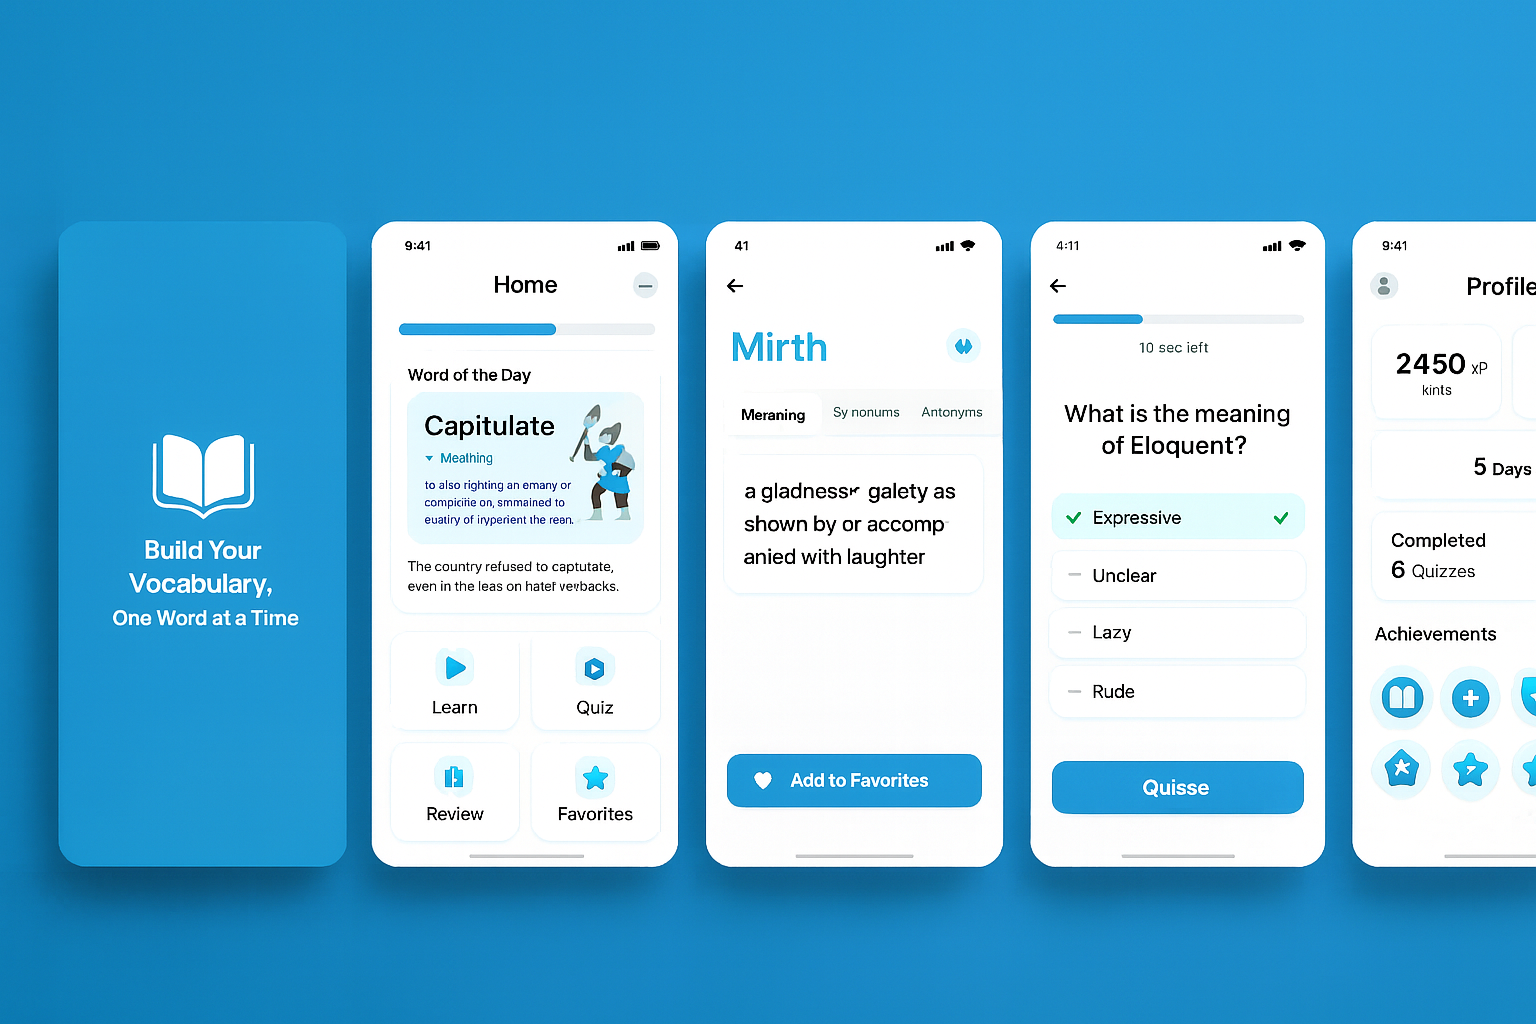 Build Your
Vocabulary,
One Word at a Time
9:41
Home
Word of the Day
Capitulate
Meathing
to also righting an emany or
compicitie on, smmained to
euatiry of iryperient the reen.
The country refused to captutate,
even in the leas on hatef verbacks.
Learn
Quiz
Review
Favorites
41
Mirth
Meraning
Sy nonums
Antonyms
a gladnessr galety as
shown by or accomp-
anied with laughter
Add to Favorites
4:11
10 sec ieft
What is the meaning
of Eloquent?
Expressive
Unclear
Lazy
Rude
Quisse
9:41
Profile
2450 xP
kints
5 Days
Completed
6 Quizzes
Achievements